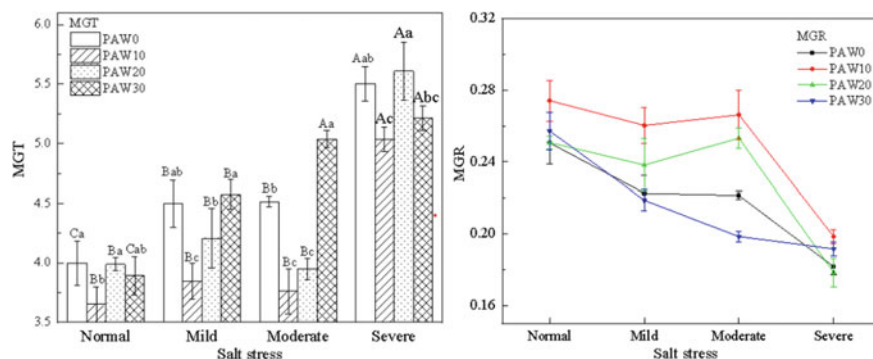 MGT
PAW0
PAW10
PAW20
PAW30
6.0
5.5
5.0
4.5
4.0
3.5
MGT
Ca
Bb
Ba
Cab
Bab
Bc
Bb
Ba
Bb
Bc
Bc
Aa
Aab
Ac
Aa
Abc
Normal Mild Moderate Severe
Salt stress
MGR
PAW0
PAW10
PAW20
PAW30
0.32
0.28
0.24
0.20
0.16
MGR
Normal Mild Moderate Severe
Salt stress